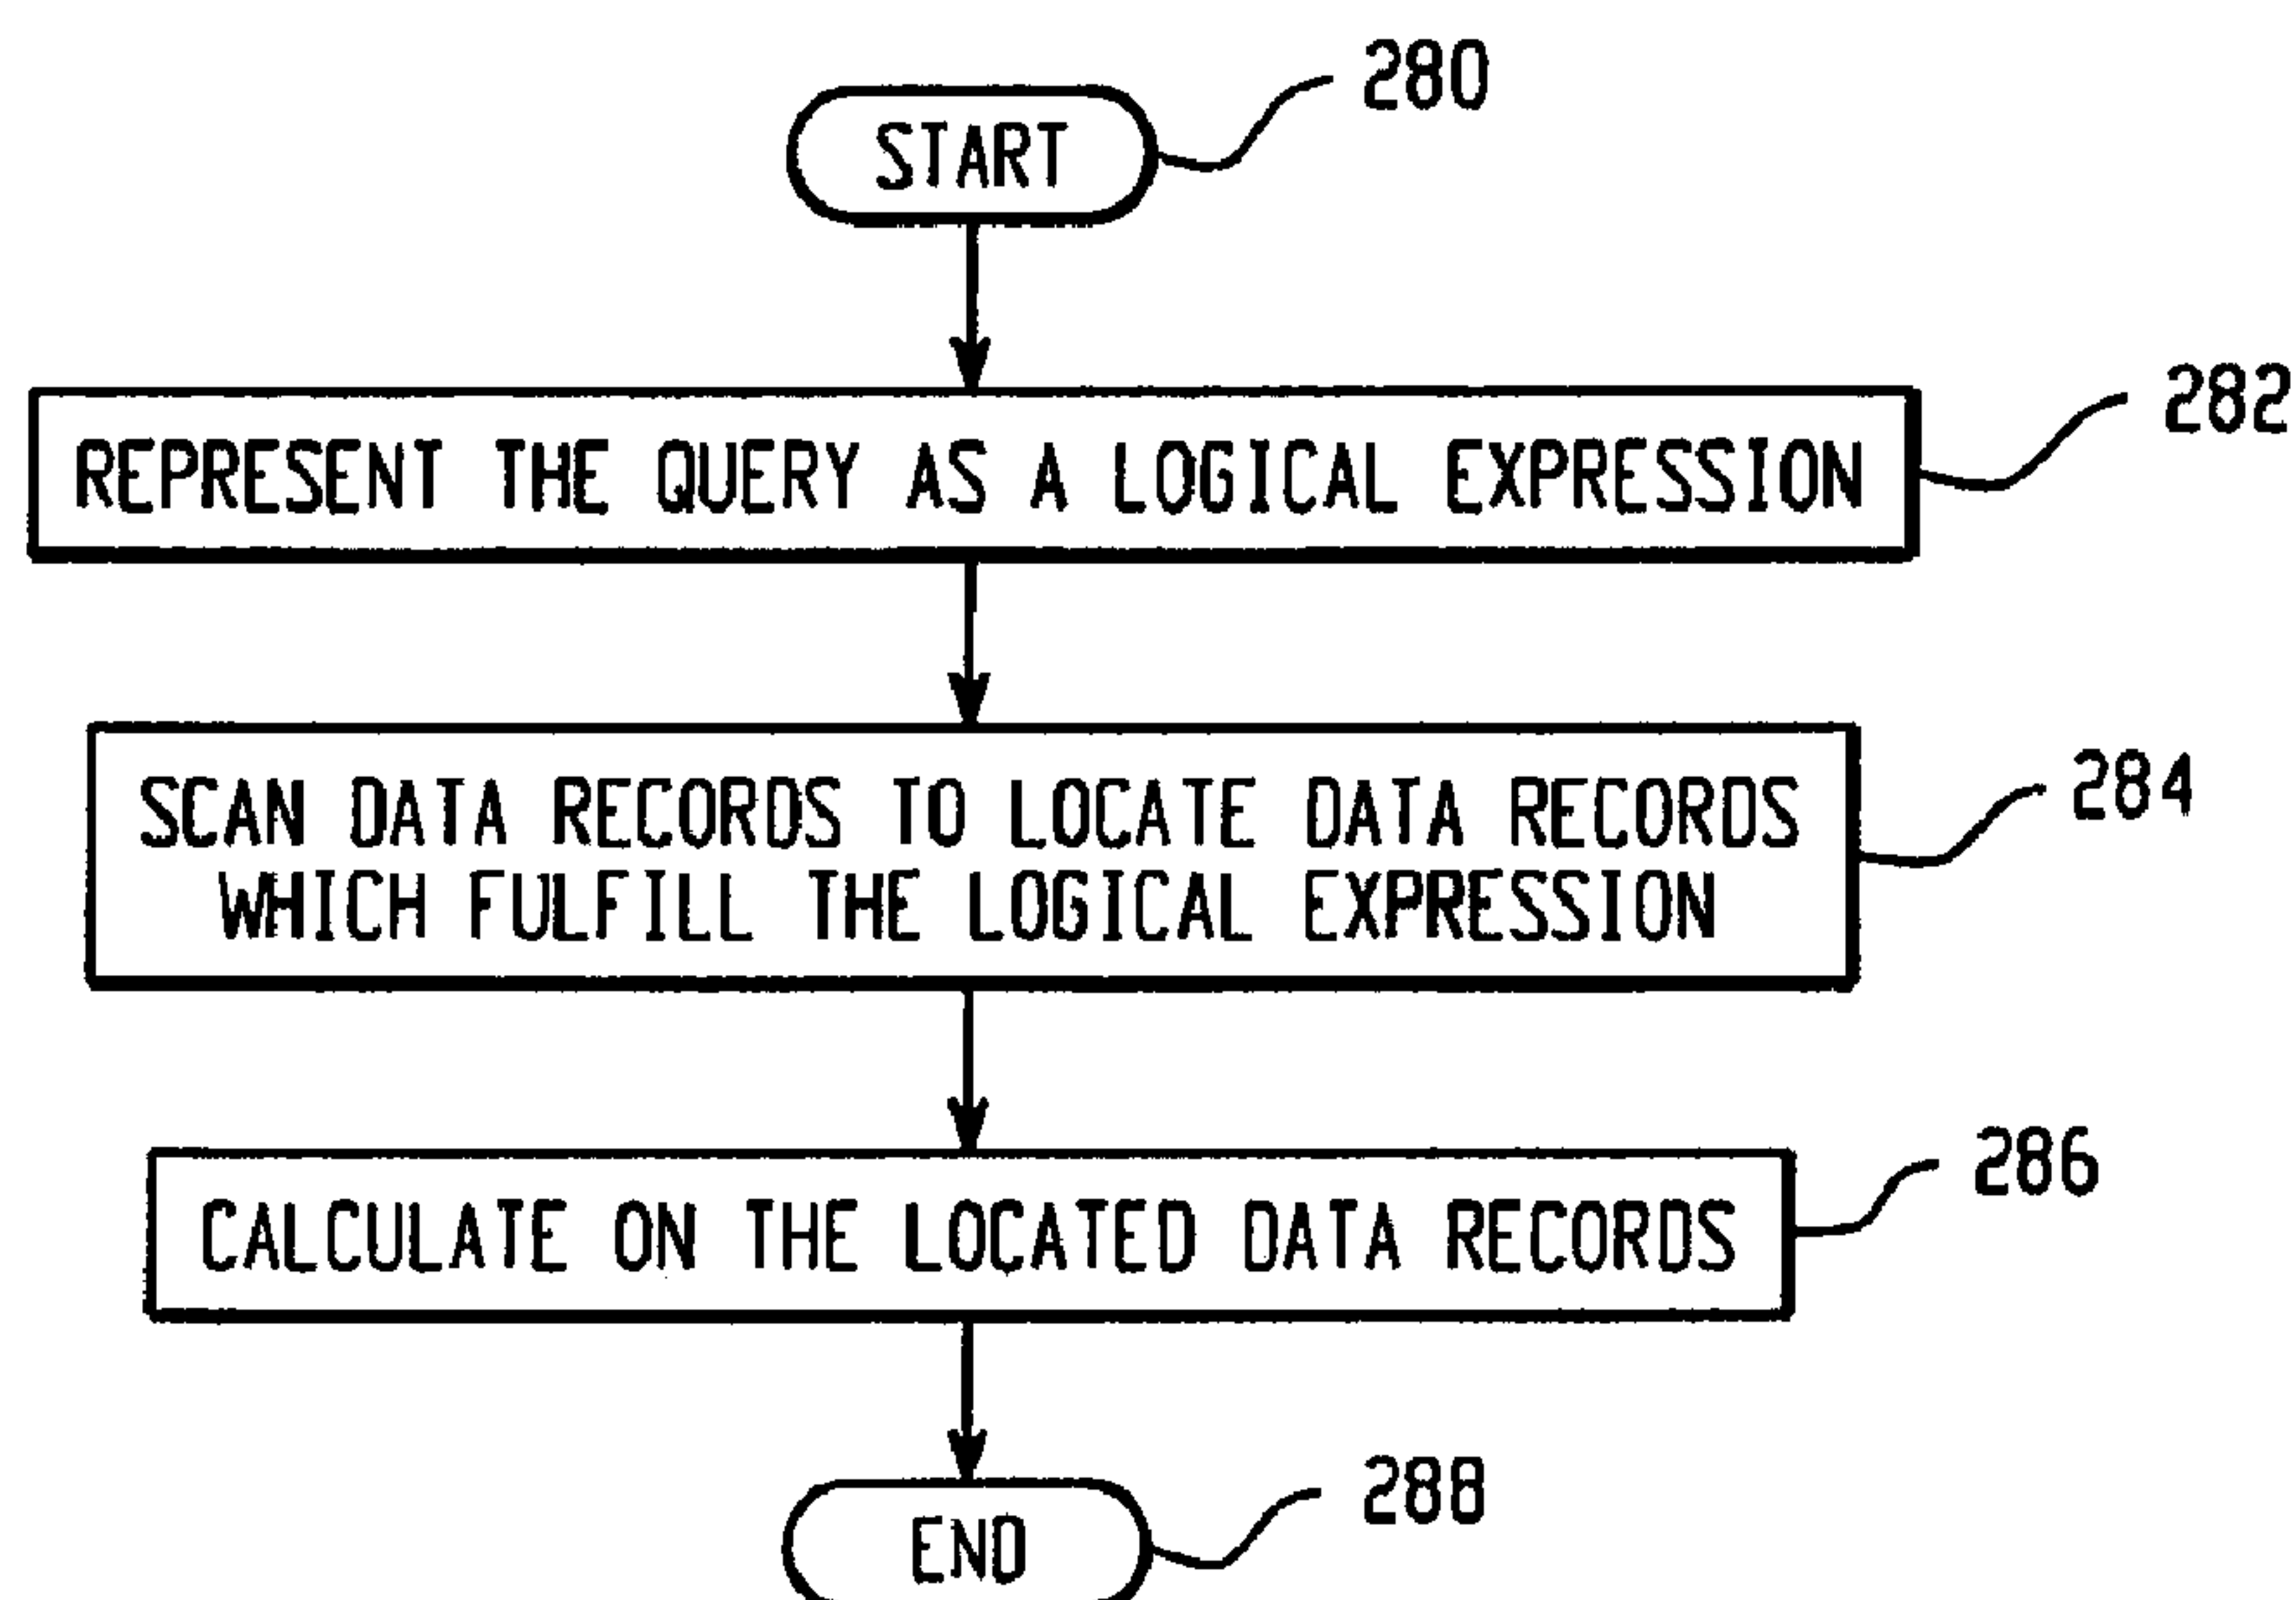 280
START
282
REPRESENT THE QUERY AS A LOGICAL EXPRESSION
284
SCAN DATA RECORDS TO LOCATE DATA RECORDS
WHICH FULFILL THE LOGICAL EXPRESSION
286
CALCULATE ON THE LOCATED DATA RECORDS
288
END